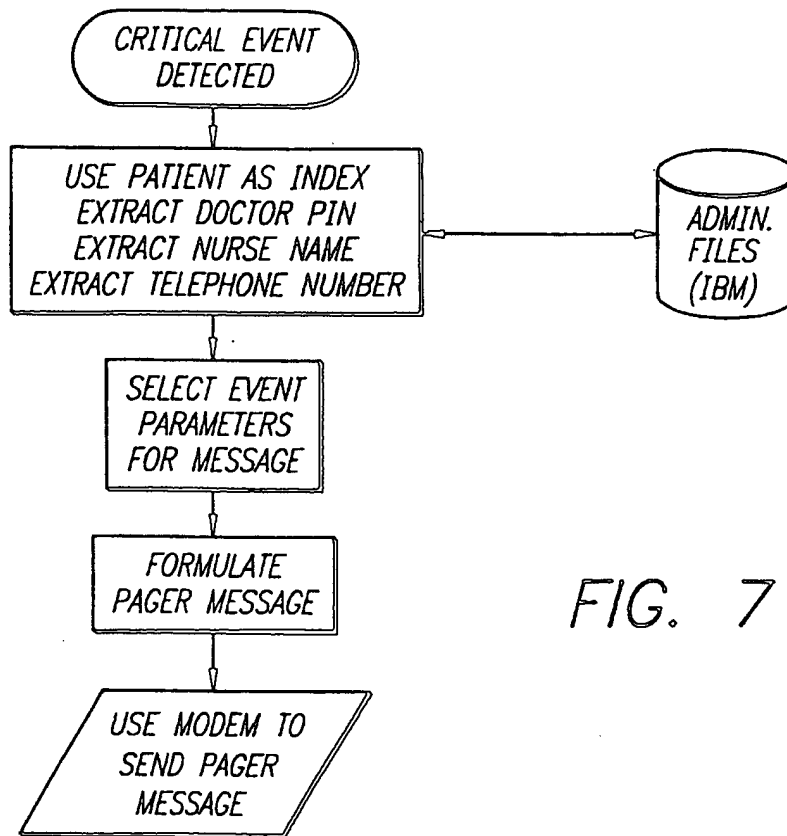 CRITICAL EVENT
DETECTED
USE PATIENT AS INDEX
EXTRACT DOCTOR PIN
EXTRACT NURSE NAME
EXTRACT TELEPHONE NUMBER
ADMIN.
FILES
(IBM)
SELECT EVENT
PARAMETERS
FOR MESSAGE
FORMULATE
PAGER MESSAGE
FIG. 7
USE MODEM TO
SEND PAGER
MESSAGE